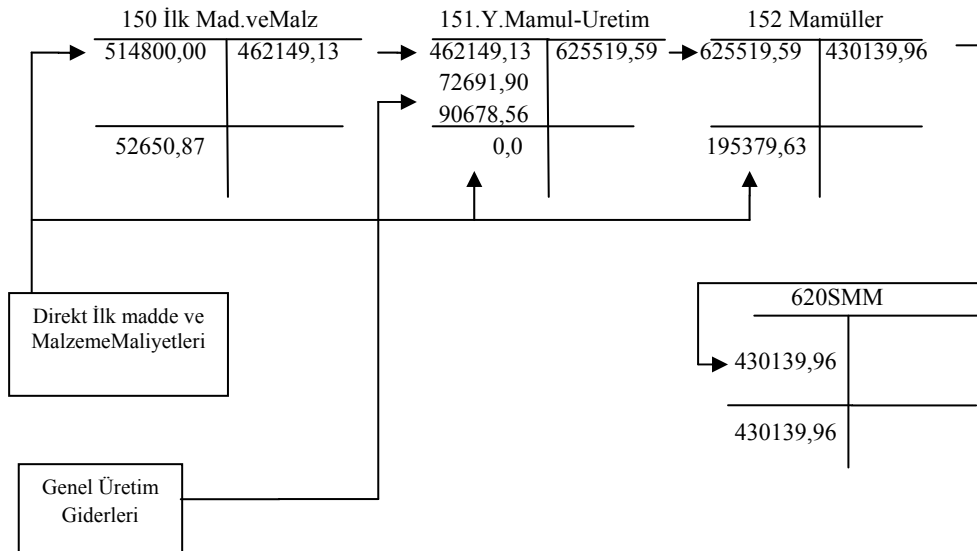 150 İlk Mad.veMalz
514800,00 462149,13
52650,87
151.Y.Mamul-Uretim
462149,13 625519,59
72691,90
90678,56
0,0
152 Mamüller
625519,59 430139,96
195379,63
Direkt İlk madde ve
MalzemeMaliyetleri
620SMM
430139,96
430139,96
Genel Üretim
Giderleri